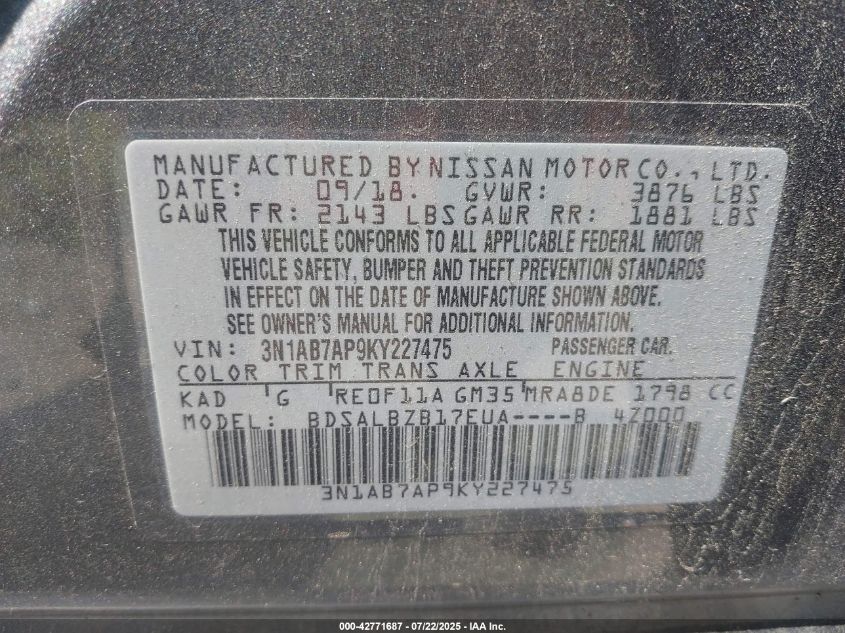 MANUFACTURED BY NISSAN MOTOR CO., LTD.
DATE: 09/18. GVWR: 3876 LBS
GAWR FR: 2143 LBS GAWR RR: 1881 LBS
THIS VEHICLE CONFORMS TO ALL APPLICABLE FEDERAL MOTOR
VEHICLE SAFETY, BUMPER AND THEFT PREVENTION STANDARDS
IN EFFECT ON THE DATE OF MANUFACTURE SHOWN ABOVE.
SEE OWNER'S MANUAL FOR ADDITIONAL INFORMATION.
VIN: 3N1AB7AP9KY227475 PASSENGER CAR.
COLOR TRIM TRANS AXLE ENGINE
KAD G RE0F11A GM35 MRA8DE 1798 CC
MODEL: BDSALBZB17EUA----B 4Z000
3N1AB7AP9KY227475
000-42771687 - 07/22/2025 - IAA Inc.